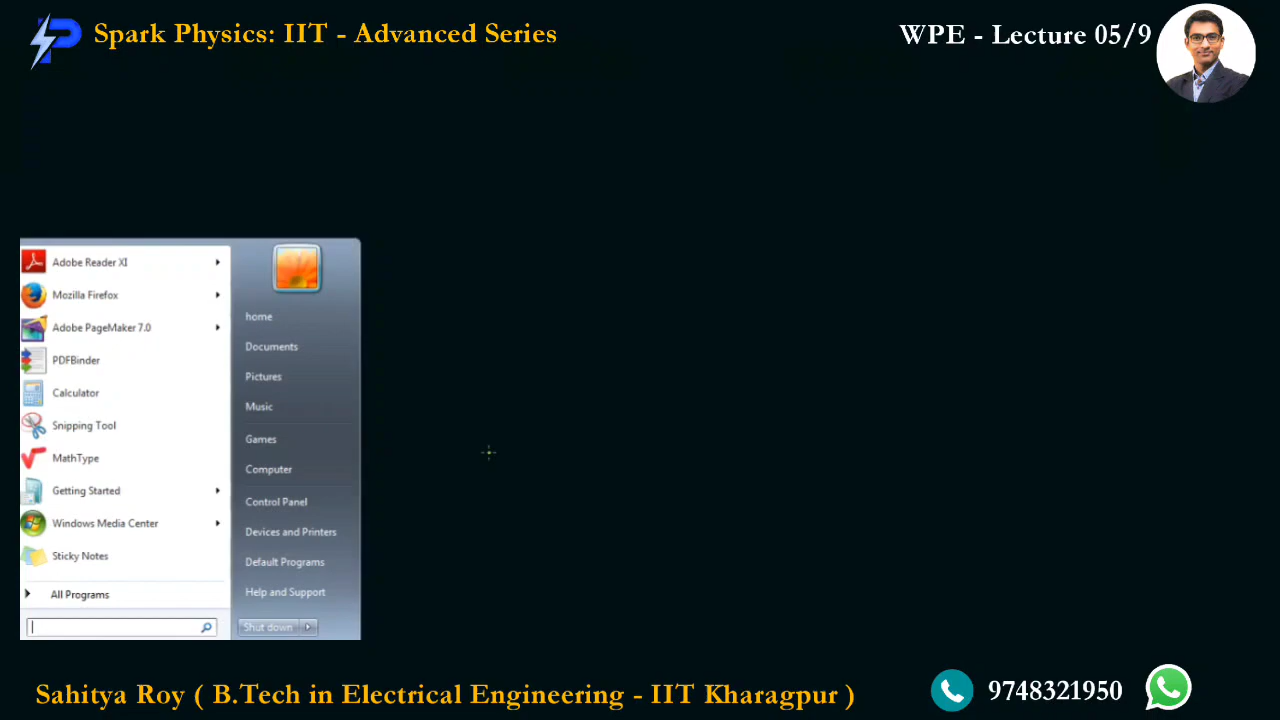 Spark Physics: IIT - Advanced Series
WPE - Lecture 05/9
Adobe Reader XI
Mozilla Firefox
Adobe PageMaker 7.0
PDFBinder
Calculator
Snipping Tool
MathType
Getting Started
Windows Media Center
Sticky Notes
All Programs
home
Documents
Pictures
Music
Games
Computer
Control Panel
Devices and Printers
Default Programs
Help and Support
Shut down
Sahitya Roy ( B.Tech in Electrical Engineering - IIT Kharagpur )
9748321950